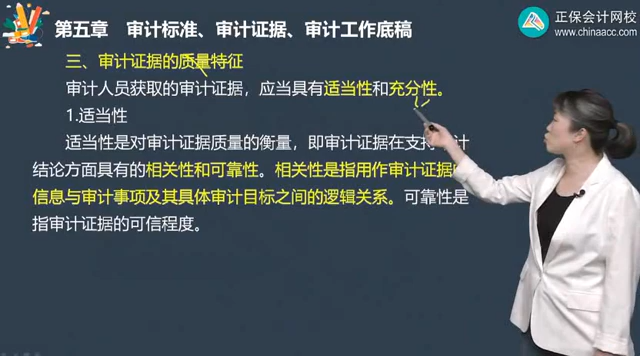 第五章 审计标准、审计证据、审计工作底稿
正保会计网校
www.chinaacc.com
三、审计证据的质量特征
审计人员获取的审计证据，应当具有适当性和充分性。
1.适当性
适当性是对审计证据质量的衡量，即审计证据在支持审计
结论方面具有的相关性和可靠性。相关性是指用作审计证据的
信息与审计事项及其具体审计目标之间的逻辑关系。可靠性是
指审计证据的可信程度。